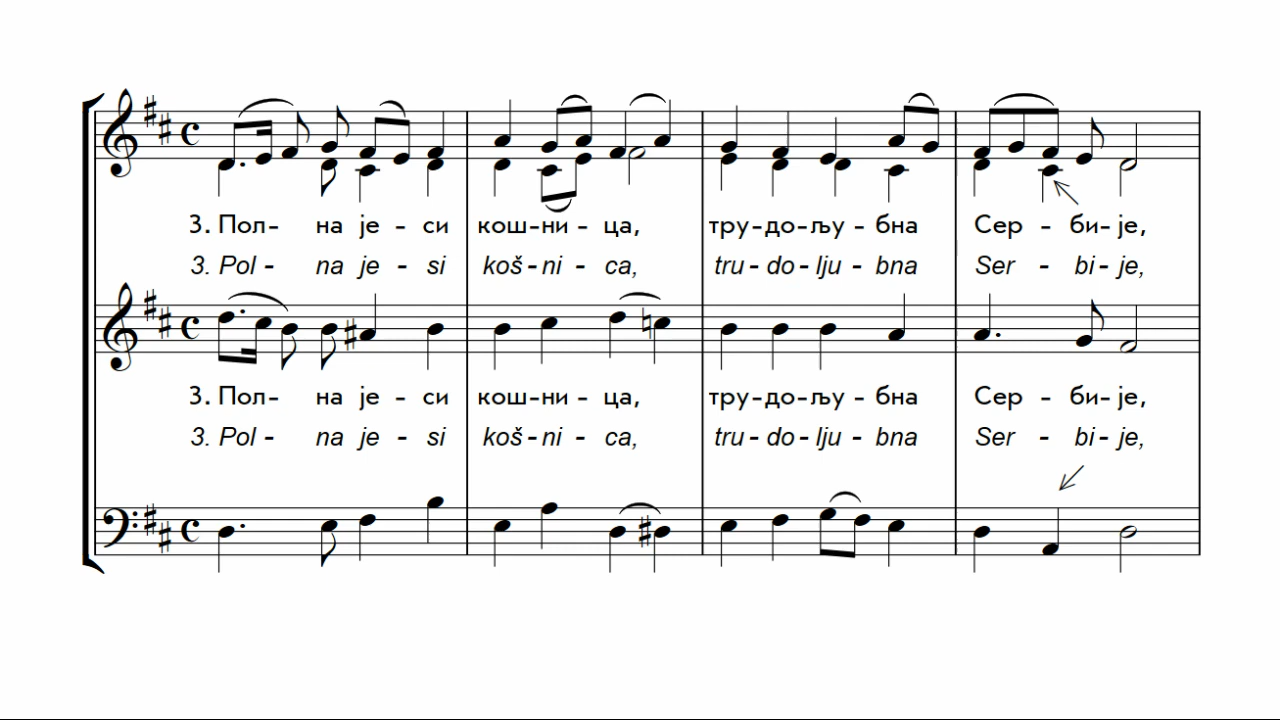 3. Пол- на је - си кош-ни - ца, тру-до-љу - бна Сер - би- је,
3. Pol - na je - si koš - ni - ca, tru - do - lju - bna Ser - bi - je,
3. Пол- на је - си кош-ни - ца, тру-до-љу - бна Сер - би- је,
3. Pol - na je - si koš - ni - ca, tru - do - lju - bna Ser - bi - je,